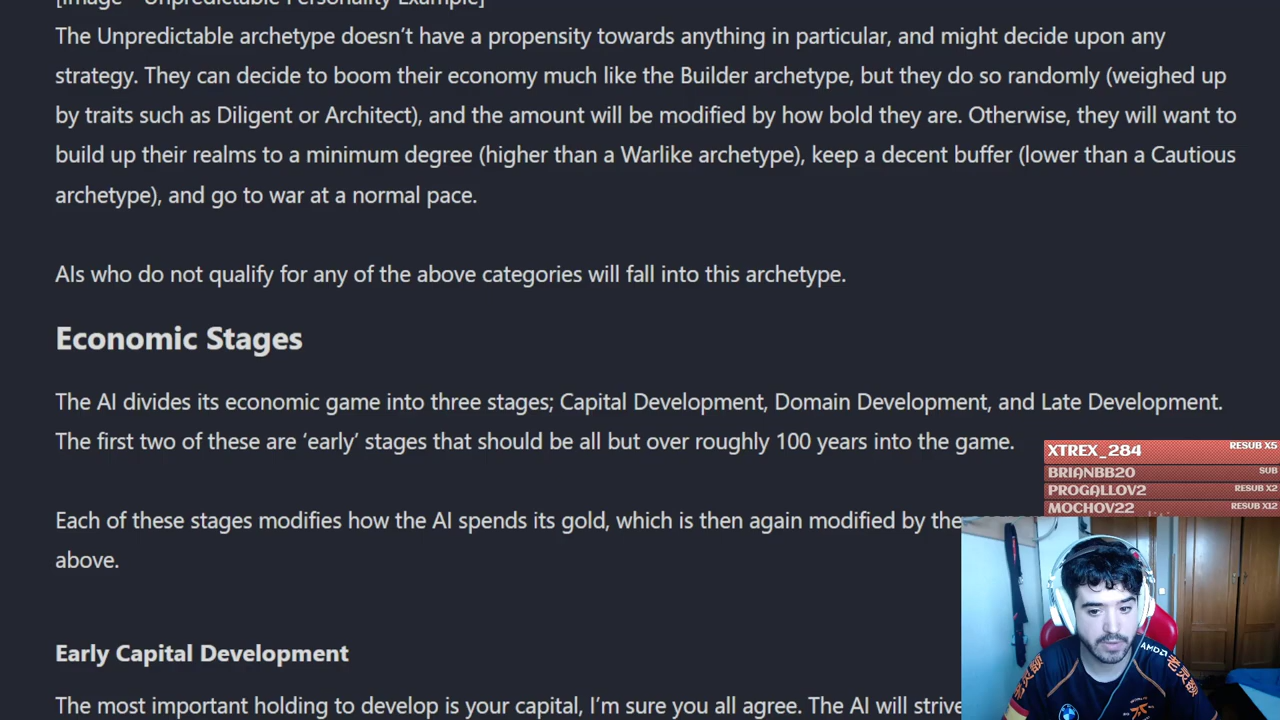 [Image - Unpredictable Personality Example]
The Unpredictable archetype doesn’t have a propensity towards anything in particular, and might decide upon any
strategy. They can decide to boom their economy much like the Builder archetype, but they do so randomly (weighed up
by traits such as Diligent or Architect), and the amount will be modified by how bold they are. Otherwise, they will want to
build up their realms to a minimum degree (higher than a Warlike archetype), keep a decent buffer (lower than a Cautious
archetype), and go to war at a normal pace.
AIs who do not qualify for any of the above categories will fall into this archetype.
Economic Stages
The AI divides its economic game into three stages; Capital Development, Domain Development, and Late Development.
The first two of these are ‘early’ stages that should be all but over roughly 100 years into the game.
XTREX_284 RESUB X5
BRIANBB20 SUB
PROGALLOV2 RESUB X2
MOCHOV22 RESUB X12
Each of these stages modifies how the AI spends its gold, which is then again modified by the
above.
Early Capital Development
The most important holding to develop is your capital, I’m sure you all agree. The AI will strive
AMD